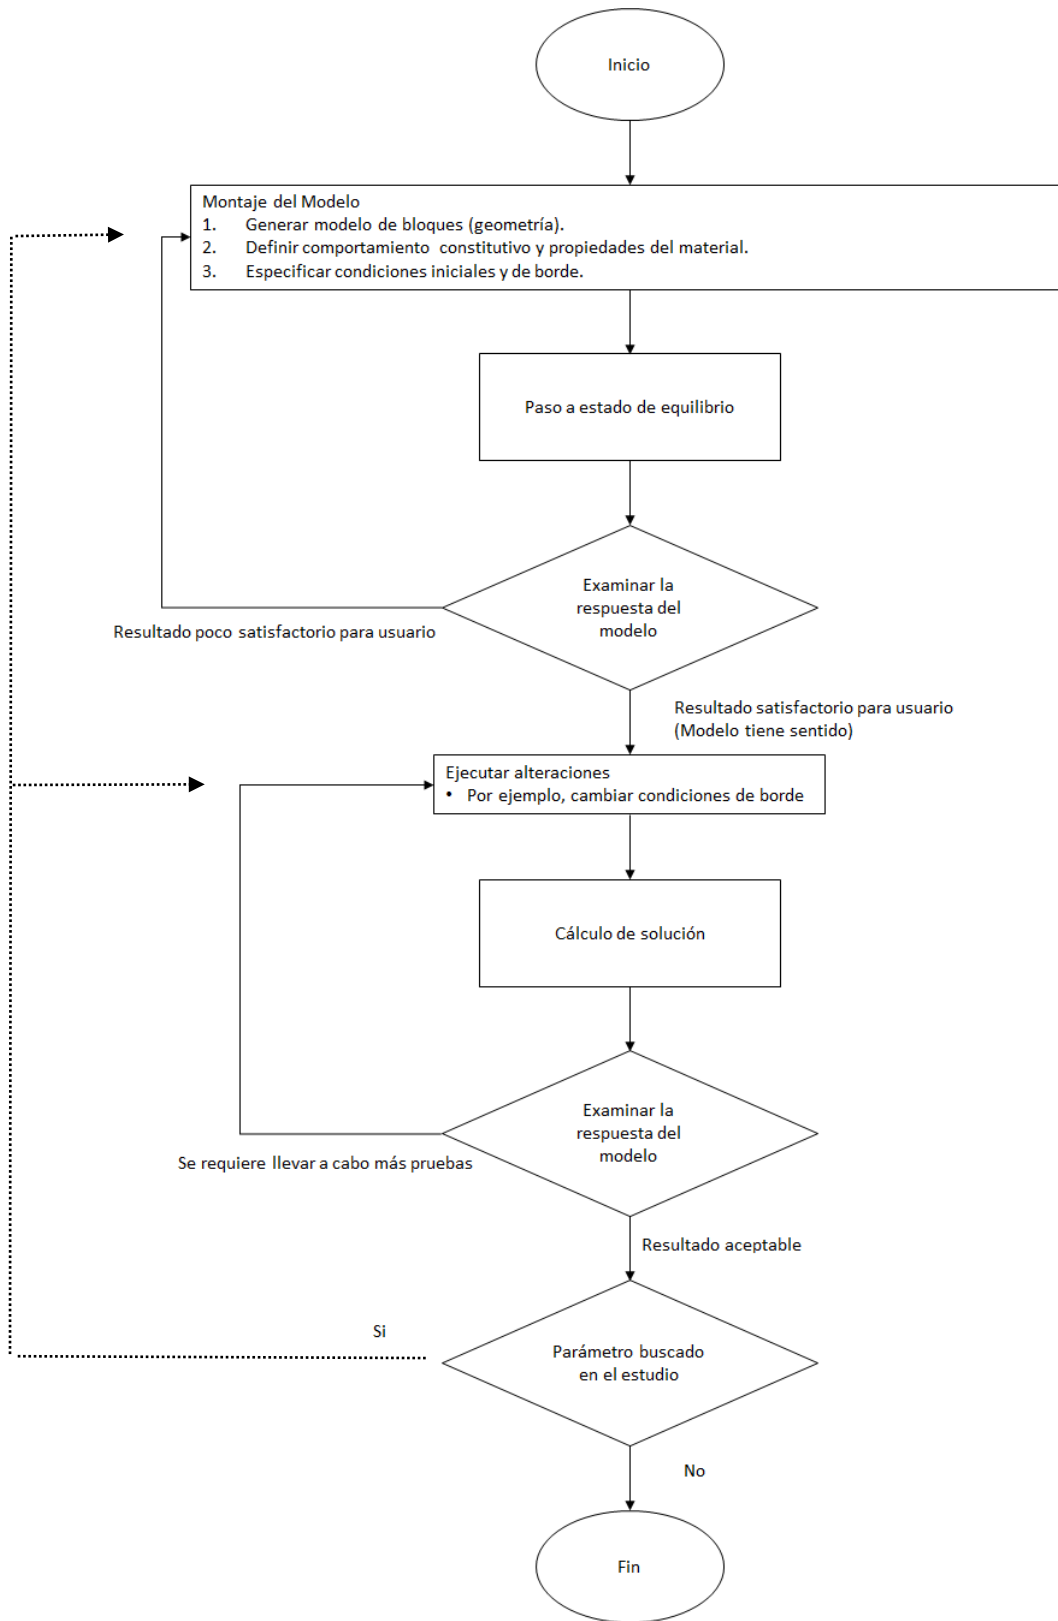 Inicio
Montaje del Modelo
1. Generar modelo de bloques (geometría).
2. Definir comportamiento constitutivo y propiedades del material.
3. Especificar condiciones iniciales y de borde.
Paso a estado de equilibrio
Examinar la
respuesta del
modelo
Resultado poco satisfactorio para usuario
Resultado satisfactorio para usuario
(Modelo tiene sentido)
Ejecutar alteraciones
• Por ejemplo, cambiar condiciones de borde
Cálculo de solución
Examinar la
respuesta del
modelo
Se requiere llevar a cabo más pruebas
Resultado aceptable
Si
Parámetro buscado
en el estudio
No
Fin